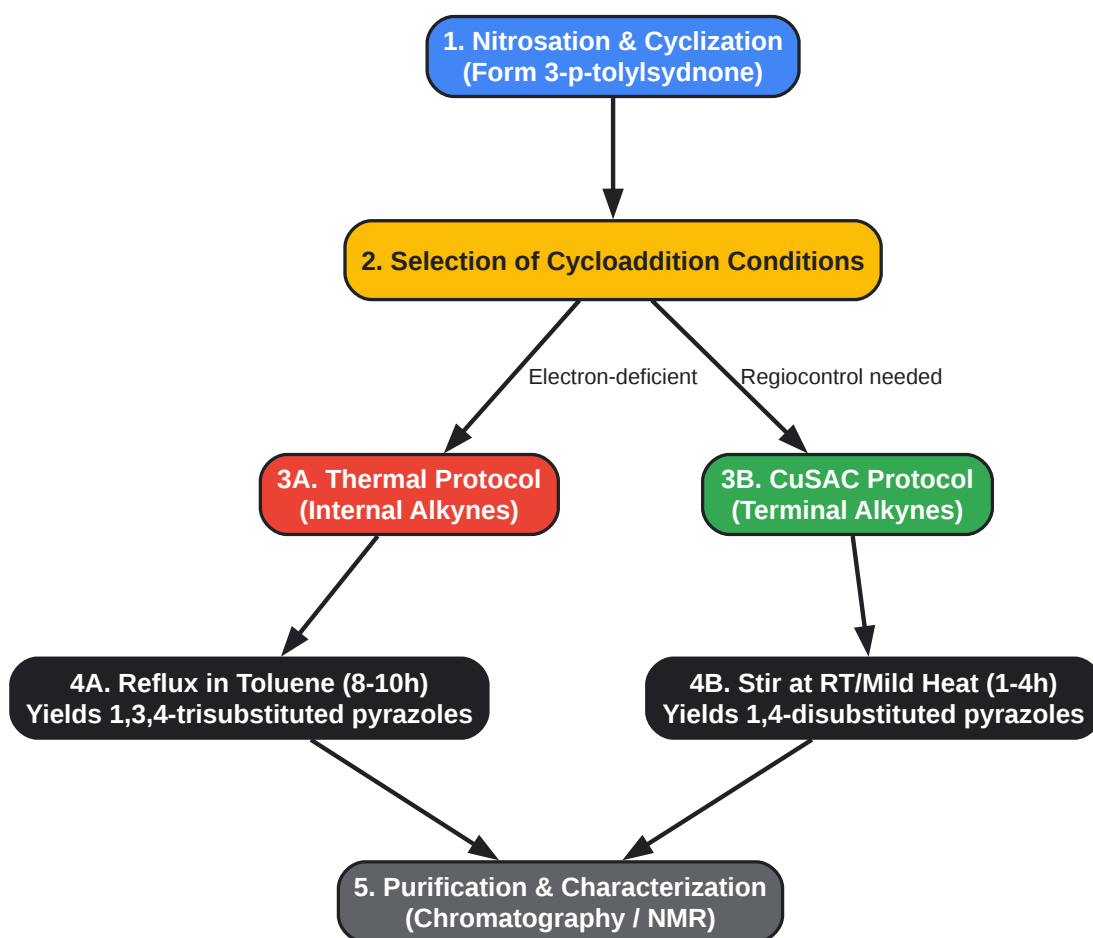 1. Nitrosation & Cyclization
(Form 3-p-tolylsydnone)
2. Selection of Cycloaddition Conditions
Electron-deficient
Regiocontrol needed
3A. Thermal Protocol
(Internal Alkynes)
3B. CuSAC Protocol
(Terminal Alkynes)
4A. Reflux in Toluene (8-10h)
Yields 1,3,4-trisubstituted pyrazoles
4B. Stir at RT/Mild Heat (1-4h)
Yields 1,4-disubstituted pyrazoles
5. Purification & Characterization
(Chromatography / NMR)